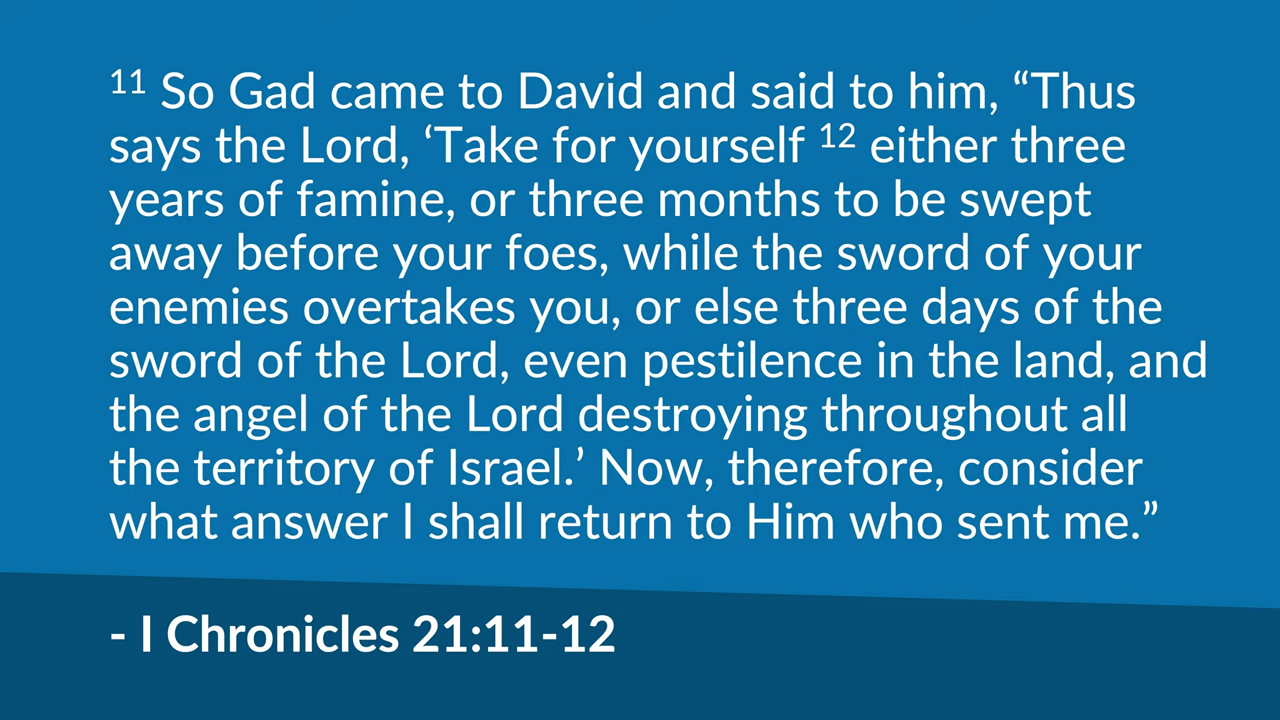 11 So Gad came to David and said to him, “Thus
says the Lord, ‘Take for yourself 12 either three
years of famine, or three months to be swept
away before your foes, while the sword of your
enemies overtakes you, or else three days of the
sword of the Lord, even pestilence in the land, and
the angel of the Lord destroying throughout all
the territory of Israel.’ Now, therefore, consider
what answer I shall return to Him who sent me.”
- I Chronicles 21:11-12